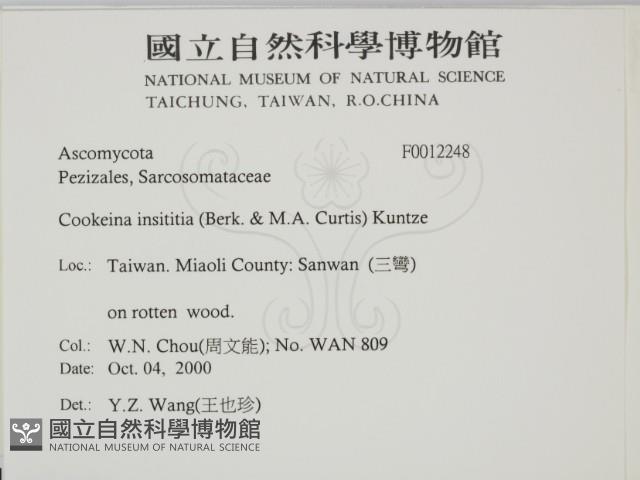 國立自然科學博物館
NATIONAL MUSEUM OF NATURAL SCIENCE
TAICHUNG, TAIWAN, R.O.CHINA
Ascomycota F0012248
Pezizales, Sarcosomataceae
Cookeina insititia (Berk. & M.A. Curtis) Kuntze
Loc.: Taiwan. Miaoli County: Sanwan (三彎)
on rotten wood.
Col.: W.N. Chou(周文能); No. WAN 809
Date: Oct. 04, 2000
Det.: Y.Z. Wang(王也珍)
國立自然科學博物館
NATIONAL MUSEUM OF NATURAL SCIENCE